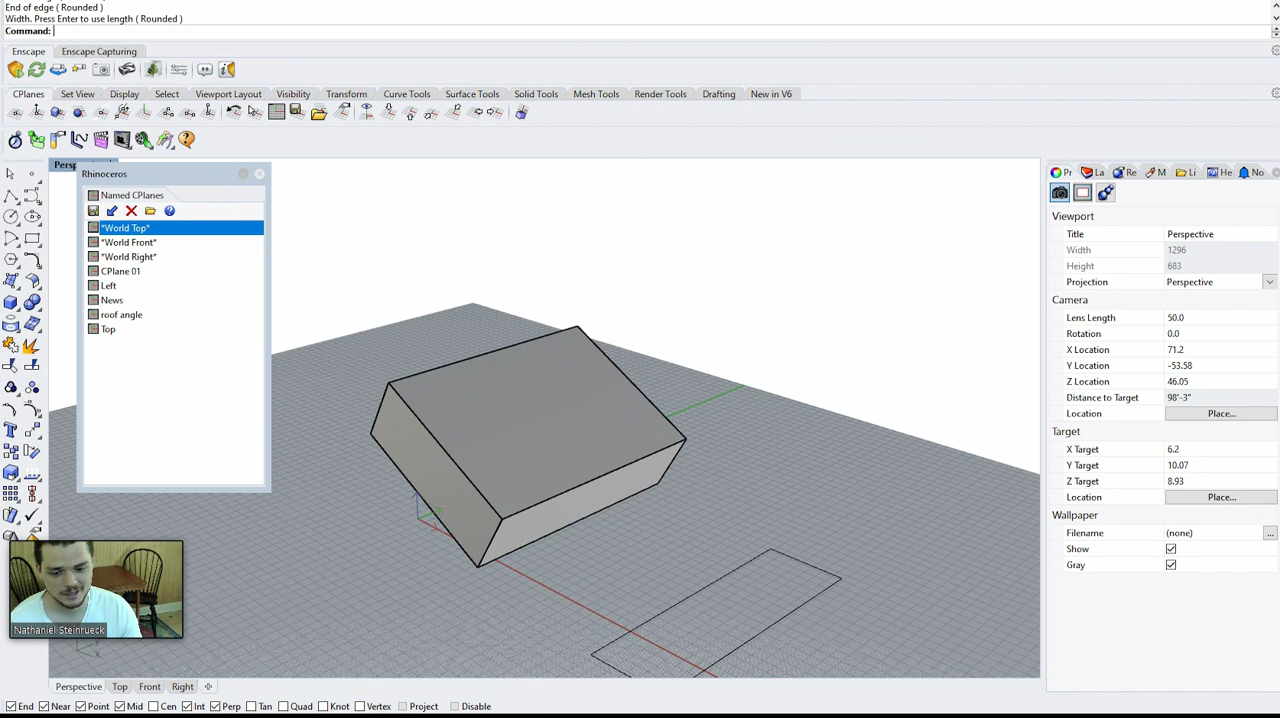 End of edge ( Rounded )
Width. Press Enter to use length ( Rounded )
Command:
Enscape Enscape Capturing
CPlanes Set View Display Select Viewport Layout Visibility Transform Curve Tools Surface Tools Solid Tools Mesh Tools Render Tools Drafting New in V6
Rhinoceros
Named CPlanes
*World Top*
*World Front*
*World Right*
CPlane 01
Left
News
roof angle
Top
Nathaniel Steinrueck
x
Perspective Top Front Right
End Near Point Mid Cen Int Perp Tan Quad Knot Vertex Project Disable
Pr La Re M Li He No
Viewport
Title Perspective
Width 1296
Height 683
Projection Perspective
Camera
Lens Length 50.0
Rotation 0.0
X Location 71.2
Y Location -53.58
Z Location 46.05
Distance to Target 98'-3"
Location Place...
Target
X Target 6.2
Y Target 10.07
Z Target 8.93
Location Place...
Wallpaper
Filename (none) ...
Show
Gray